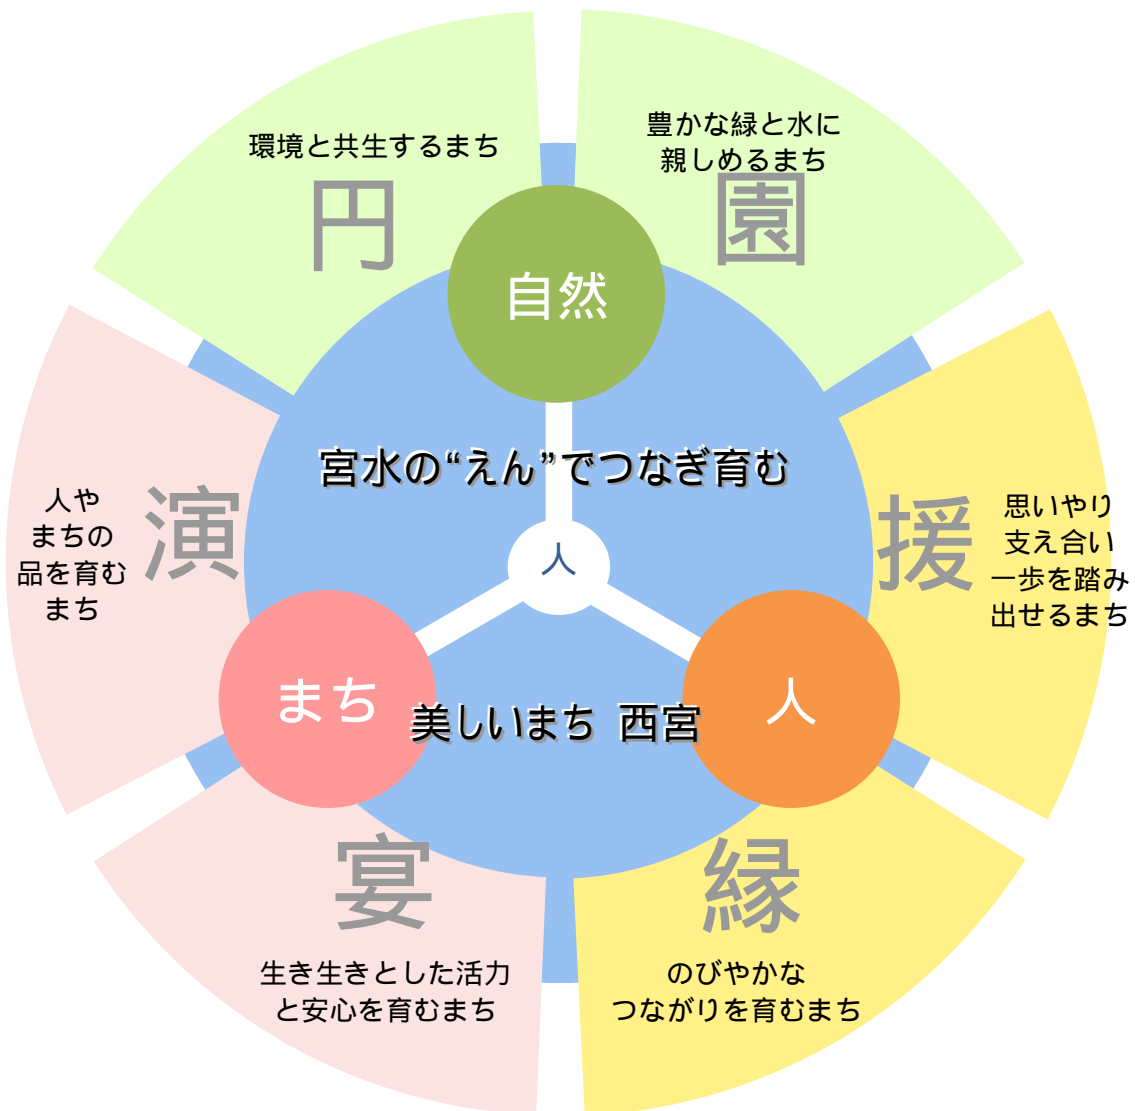 環境と共生するまち
円
豊かな緑と水に
親しめるまち
園
自然
宮水の“えん”でつなぎ育む
人や
まちの
品を育む
まち
演
人
援
思いやり
支え合い
一歩を踏み
出せるまち
まち
人
美しいまち 西宮
宴
生き生きとした活力
と安心を育むまち
縁
のびやかな
つながりを育むまち